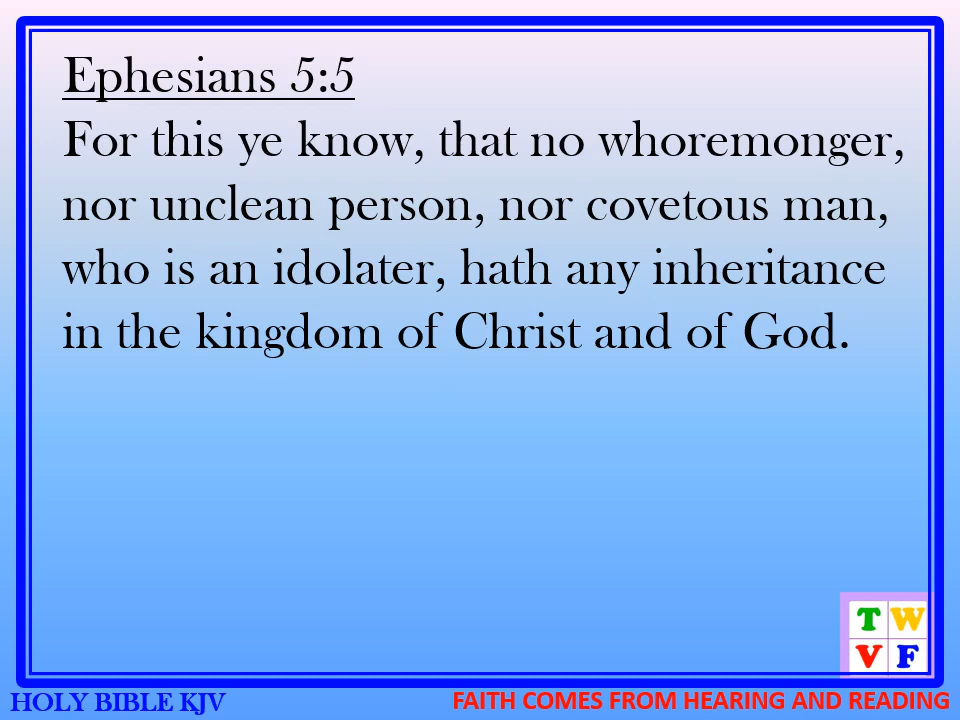 Ephesians 5:5
For this ye know, that no whoremonger,
nor unclean person, nor covetous man,
who is an idolater, hath any inheritance
in the kingdom of Christ and of God.
T W
V F
HOLY BIBLE KJV
FAITH COMES FROM HEARING AND READING